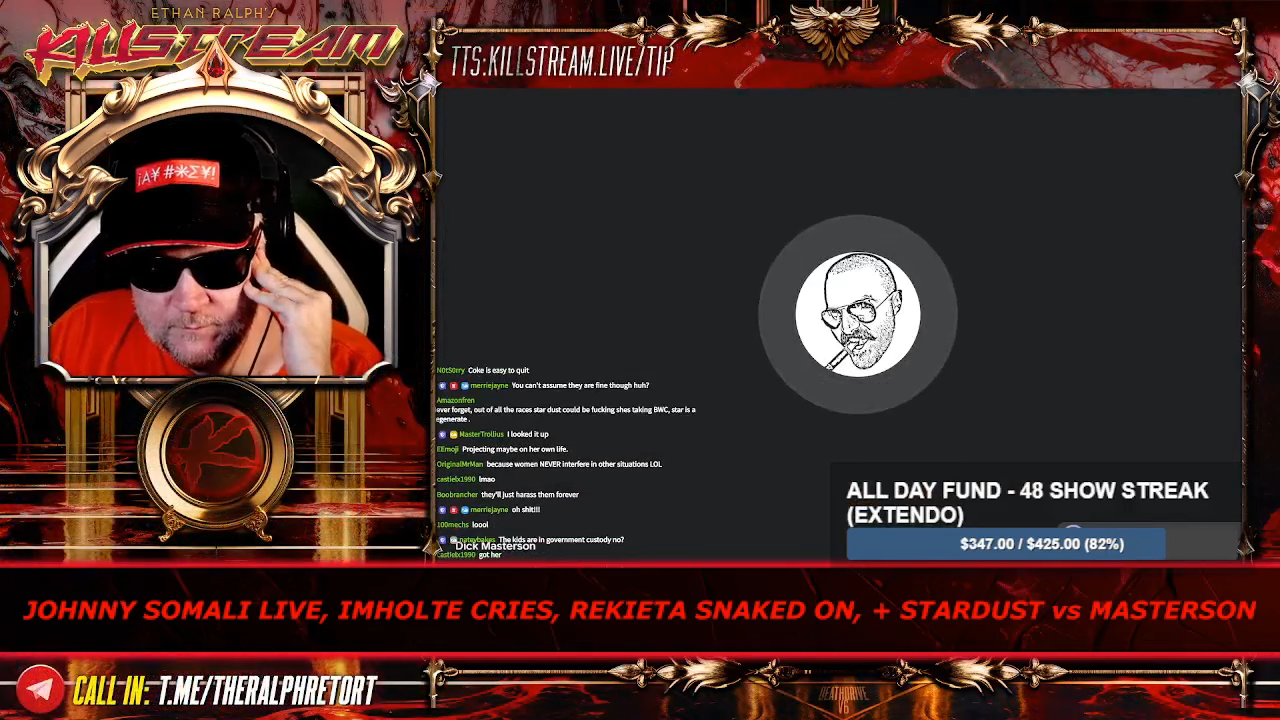 ETHAN RALPH'S
KILLSTREAM
TTS:KILLSTREAM.LIVE/TIP
¡A¥ #*Σ¥!
N0tS0rry Coke is easy to quit
merriejayne You can't assume they are fine though huh?
Amazonfren
ever forget, out of all the races star dust could be fucking shes taking BWC, star is a
egenerate .
MasterTrollius I looked it up
EEmoji Projecting maybe on her own life.
OriginalMrMan because women NEVER interfere in other situations LOL
castielx1990 lmao
Boobrancher they'll just harass them forever
merriejayne oh shit!!!
100mechs loool
The kids are in government custody no?
Dick Masterson
castielx1990 got her
ALL DAY FUND - 48 SHOW STREAK
(EXTENDO)
$347.00 / $425.00 (82%)
JOHNNY SOMALI LIVE, IMHOLTE CRIES, REKIETA SNAKED ON, + STARDUST vs MASTERSON
CALL IN: T.ME/THERALPHRETORT
DEATHDRIVE
V6